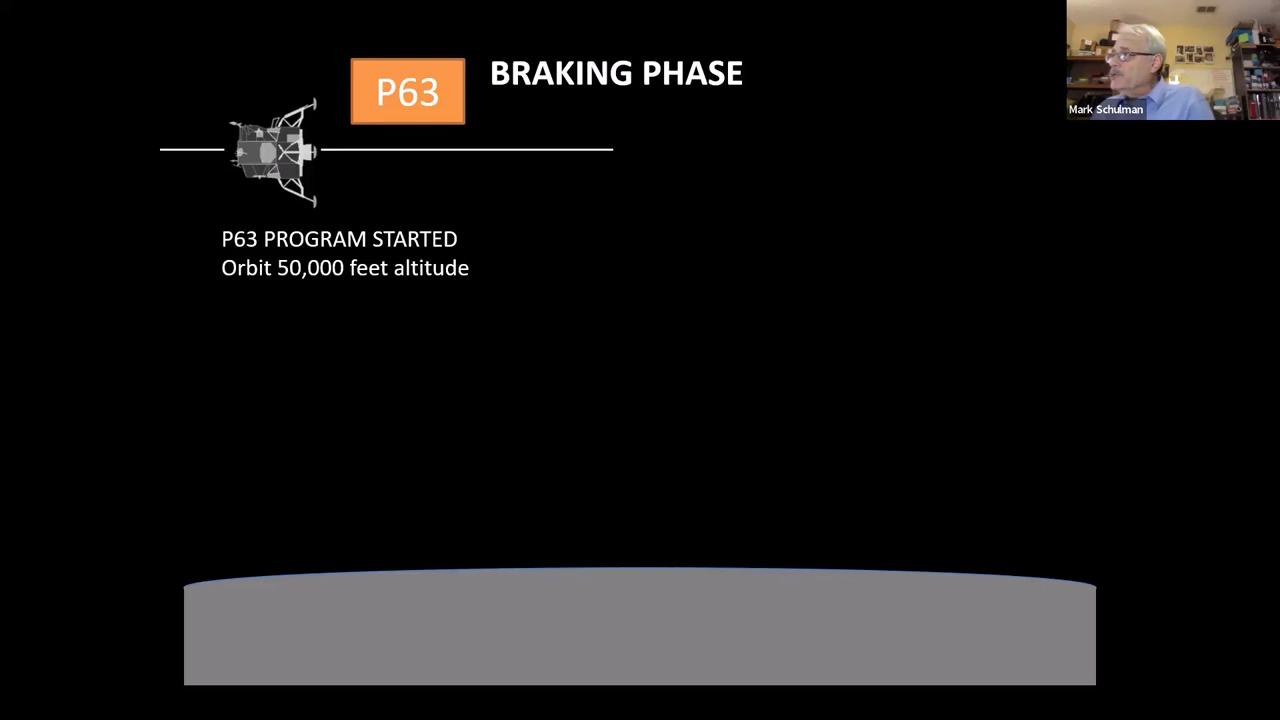 P63
BRAKING PHASE
Mark Schulman
P63 PROGRAM STARTED
Orbit 50,000 feet altitude